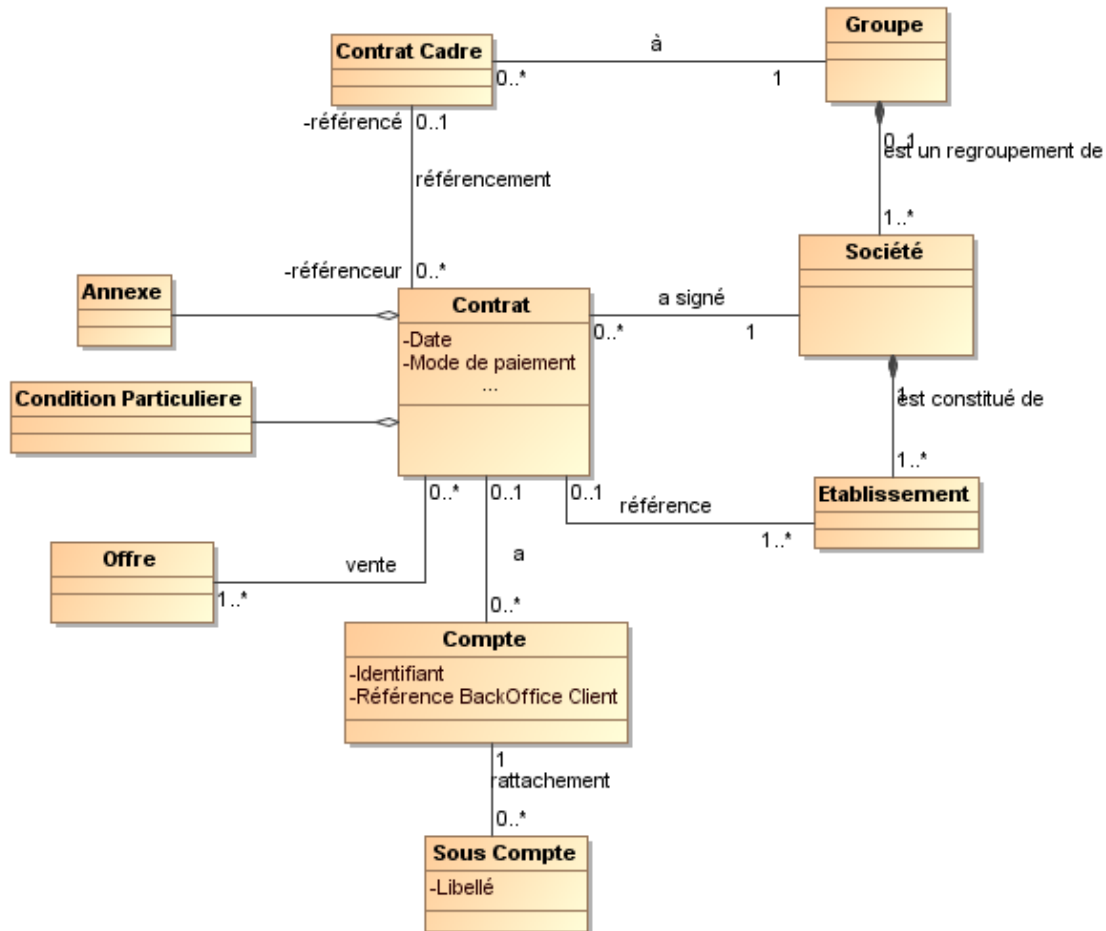 Groupe
Contrat Cadre
à
0..*
1
-référencé
0..1
0..1
est un regroupement de
référencement
1..*
-référenceur
0..*
Société
Annexe
Contrat
a signé
-Date
0..*
1
-Mode de paiement
...
Condition Particuliere
1
est constitué de
1..*
0..*
0..1
0..1
référence
Etablissement
1..*
Offre
vente
a
1..*
0..*
Compte
-Identifiant
-Référence BackOffice Client
1
rattachement
0..*
Sous Compte
-Libellé